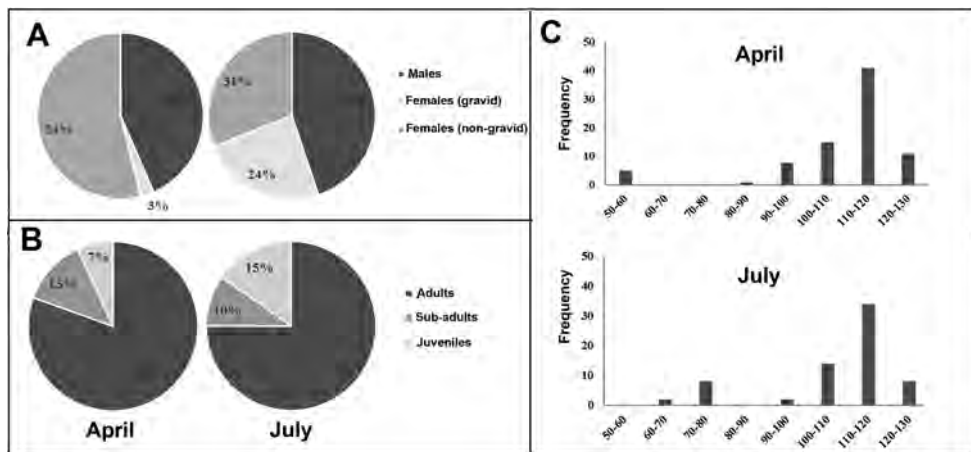 A
54%
3%
31%
24%
Males
Females (gravid)
Females (non-gravid)
B
7%
15%
10%
Adults
Sub-adults
Juveniles
April
July
C
April
Frequency
50
40
30
20
10
0
50-60
60-70
70-80
80-90
90-100
100-110
110-120
120-130
July
Frequency
50
40
30
20
10
0
50-60
60-70
70-80
80-90
90-100
100-110
110-120
120-130